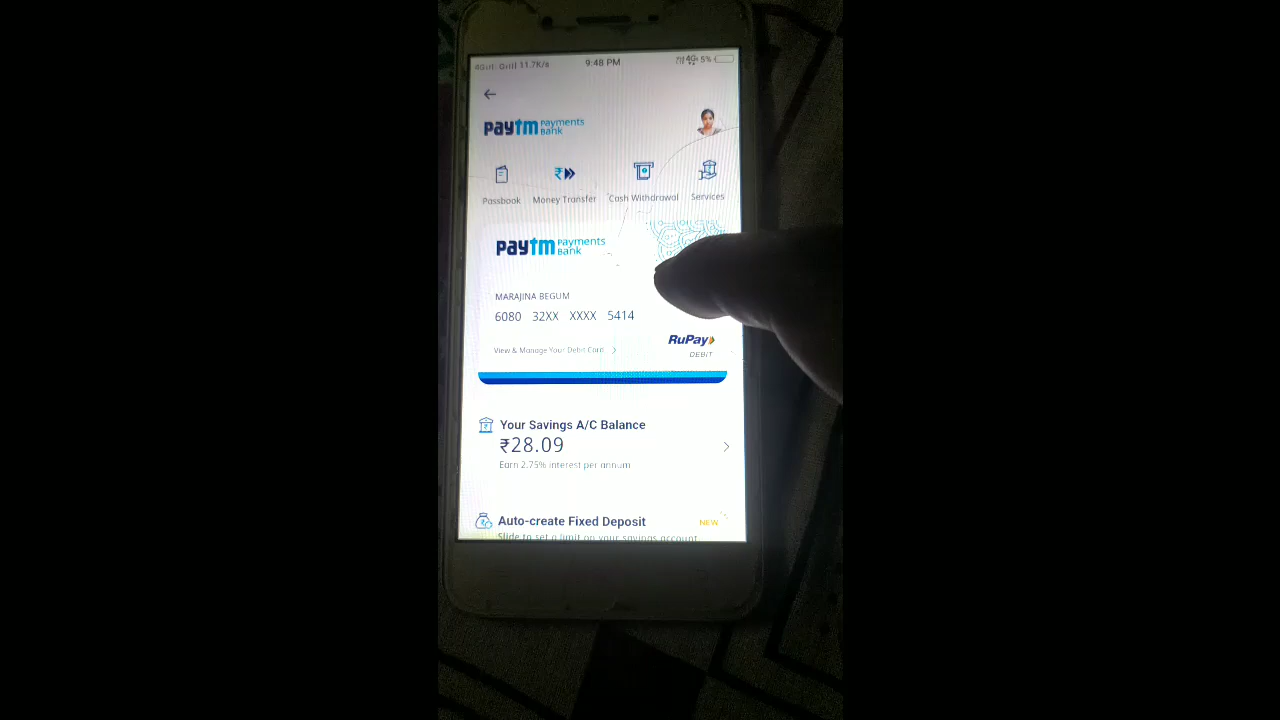 9:48 PM
5%
paytm Payments Bank
Passbook Money Transfer Cash Withdrawal Services
paytm Payments Bank
MARAJINA BEGUM
6080 32XX XXXX 5414
RuPay
DEBIT
View & Manage Your Debit Card
Your Savings A/C Balance
₹28.09
Earn 2.75% interest per annum
Auto-create Fixed Deposit NEW
Slide to set a limit on your savings account